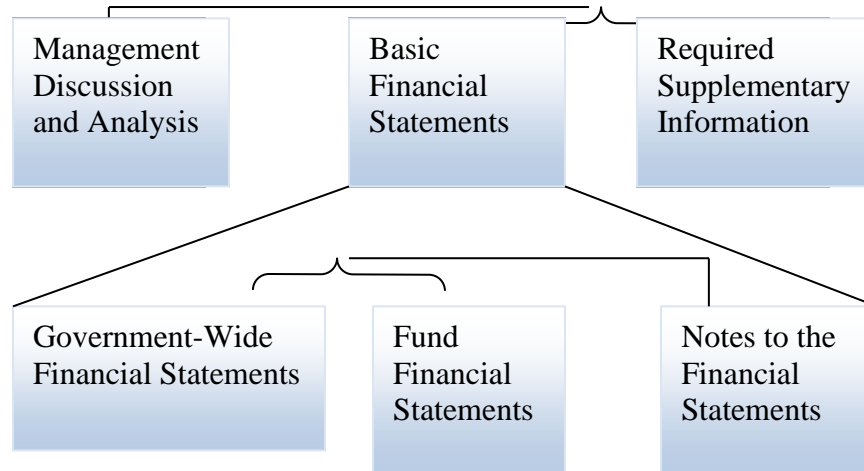 Management
Discussion
and Analysis
Basic
Financial
Statements
Required
Supplementary
Information
Government-Wide
Financial Statements
Fund
Financial
Statements
Notes to the
Financial
Statements